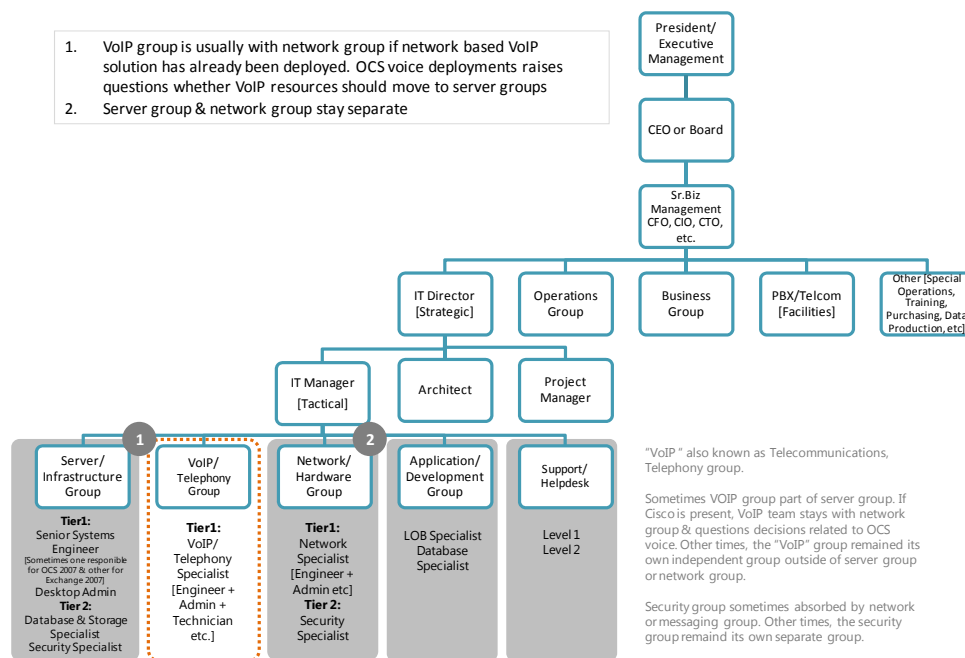 1. VoIP group is usually with network group if network based VoIP
solution has already been deployed. OCS voice deployments raises
questions whether VoIP resources should move to server groups
2. Server group & network group stay separate
President/
Executive
Management
CEO or Board
Sr.Biz
Management
CFO, CIO, CTO,
etc.
IT Director
[Strategic]
Operations
Group
Business
Group
PBX/Telcom
[Facilities]
Other [Special
Operations,
Training,
Purchasing, Data
Production, etc]
IT Manager
[Tactical]
Architect
Project
Manager
1
2
Server/
Infrastructure
Group
VoIP/
Telephony
Group
Network/
Hardware
Group
Application/
Development
Group
Support/
Helpdesk
Tier1:
Senior Systems
Engineer
[Sometimes one responible
for OCS 2007 & other for
Exchange 2007]
Desktop Admin
Tier 2:
Database & Storage
Specialist
Security Specialist
Tier1:
VoIP/
Telephony
Specialist
[Engineer +
Admin +
Technician
etc.]
Tier1:
Network
Specialist
[Engineer +
Admin etc]
Tier 2:
Security
Specialist
LOB Specialist
Database
Specialist
Level 1
Level 2
"VoIP " also known as Telecommunications,
Telephony group.
Sometimes VOIP group part of server group. If
Cisco is present, VoIP team stays with network
group & questions decisions related to OCS
voice. Other times, the "VoIP" group remained its
own independent group outside of server group
or network group.
Security group sometimes absorbed by network
or messaging group. Other times, the security
group remaind its own separate group.